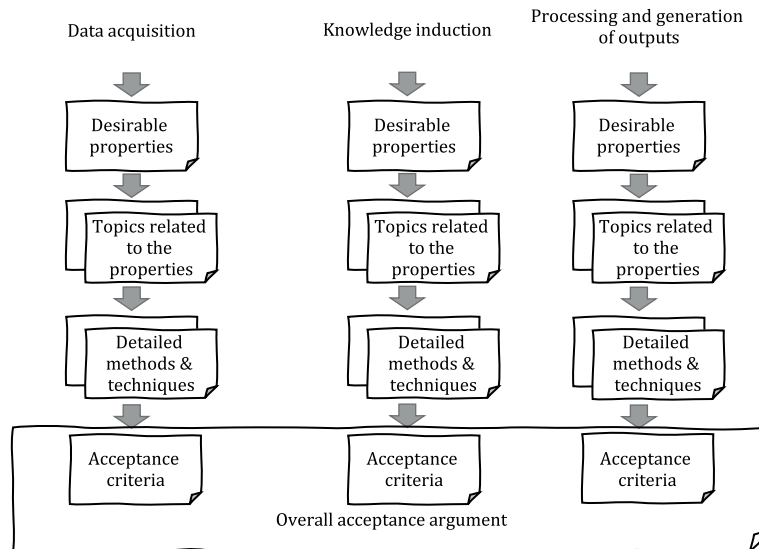 Data acquisition
Knowledge induction
Processing and generation
of outputs
Desirable
properties
Desirable
properties
Desirable
properties
Topics related
to the
properties
Topics related
to the
properties
Topics related
to the
properties
Detailed
methods &
techniques
Detailed
methods &
techniques
Detailed
methods &
techniques
Acceptance
criteria
Acceptance
criteria
Acceptance
criteria
Overall acceptance argument